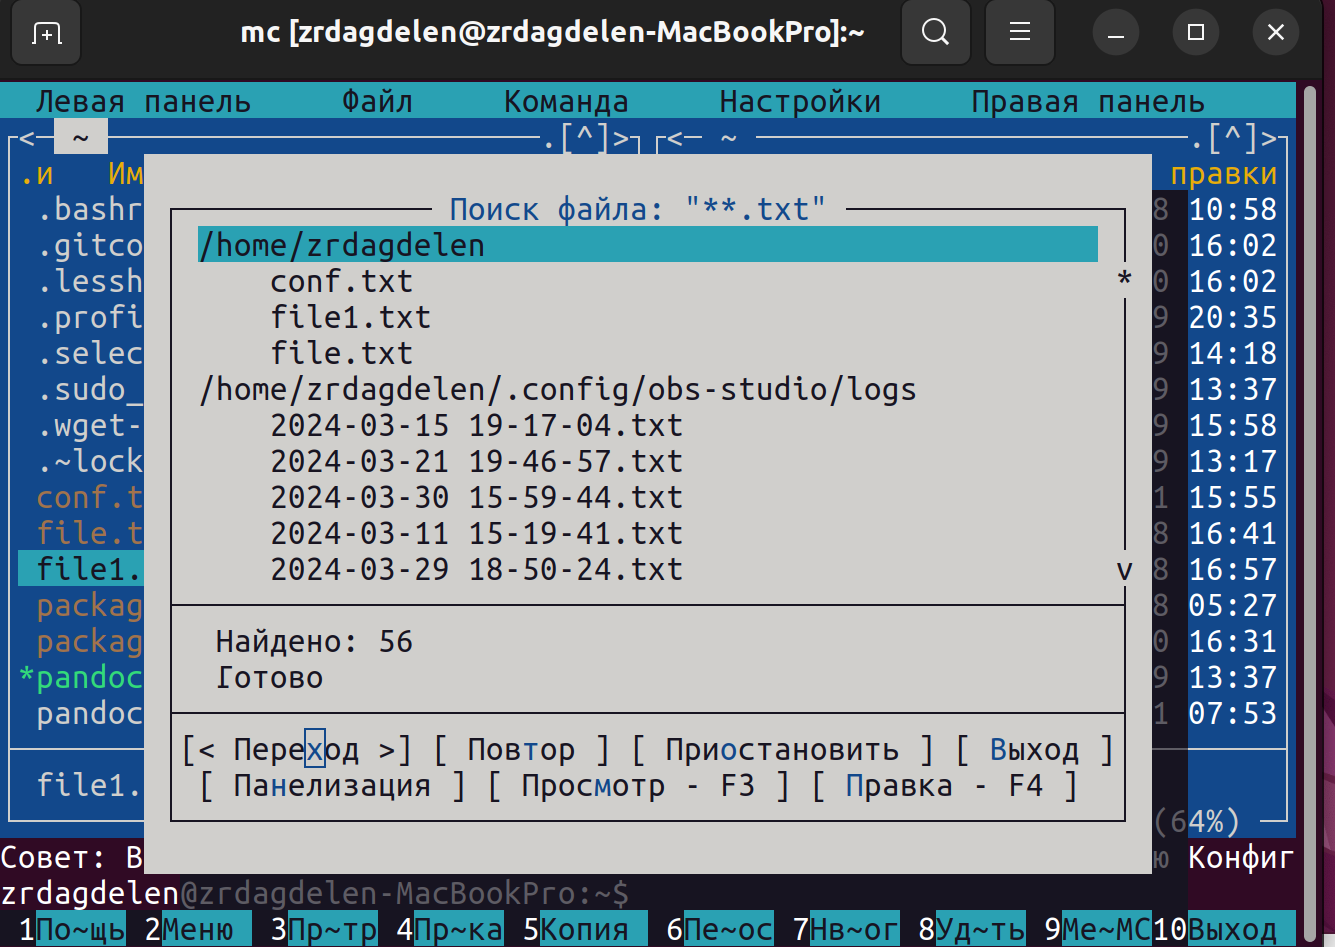 mc [zrdagdelen@zrdagdelen-MacBookPro]:~
Левая панель Файл Команда Настройки Правая панель
< ~ .[^]> < ~ .[^]>
.и Им правки
.bashr 8 10:58
.gitco 0 16:02
.lessh 0 16:02
.profi 9 20:35
.selec 9 14:18
.sudo_ 9 13:37
.wget- 9 15:58
.~lock 9 13:17
conf.t 1 15:55
file.t 8 16:41
file1. 8 16:57
packag 8 05:27
packag 0 16:31
*pandoc 9 13:37
pandoc 1 07:53
file1.
(64%)
Поиск файла: "**.txt"
/home/zrdagdelen
conf.txt *
file1.txt
file.txt
/home/zrdagdelen/.config/obs-studio/logs
2024-03-15 19-17-04.txt
2024-03-21 19-46-57.txt
2024-03-30 15-59-44.txt
2024-03-11 15-19-41.txt
2024-03-29 18-50-24.txt v
Найдено: 56
Готово
[< Переход >] [ Повтор ] [ Приостановить ] [ Выход ]
[ Панелизация ] [ Просмотр - F3 ] [ Правка - F4 ]
Совет: В ю Конфиг
zrdagdelen@zrdagdelen-MacBookPro:~$
1По~щь 2Меню 3Пр~тр 4Пр~ка 5Копия 6Пе~ос 7Нв~ог 8Уд~ть 9Ме~МС10Выход